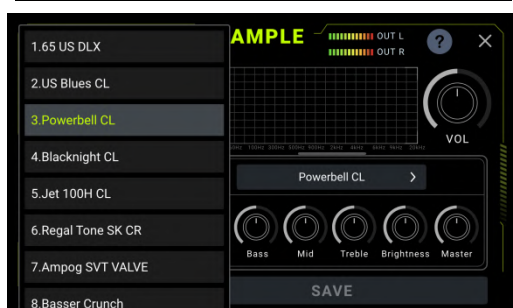 1.65 US DLX
2.US Blues CL
3.Powerbell CL
4.Blacknight CL
5.Jet 100H CL
6.Regal Tone SK CR
7.Ampog SVT VALVE
8.Basser Crunch
AMPLE
OUT L
OUT R
?
VOL
Powerbell CL
Bass Mid Treble Brightness Master
SAVE